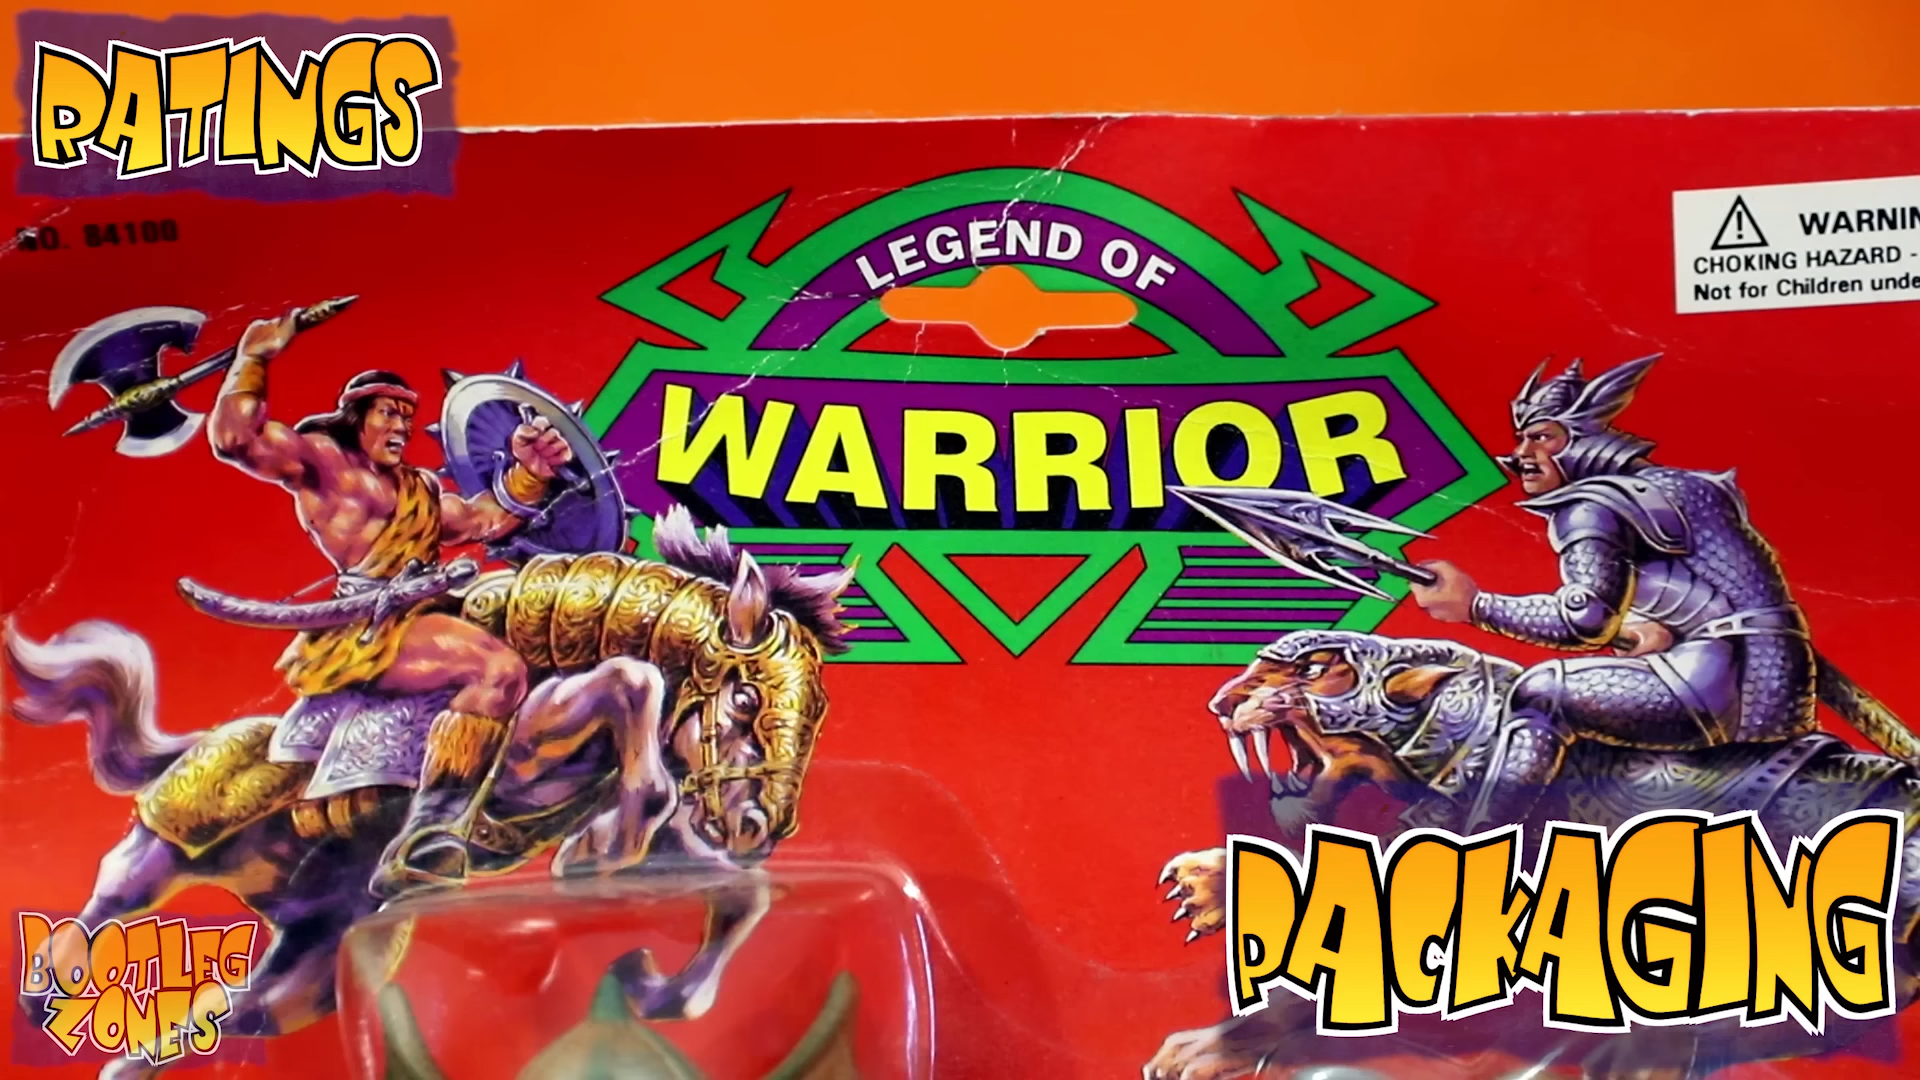 RATINGS
NO. 84100
LEGEND OF
WARRIOR
WARNIN
CHOKING HAZARD -
Not for Children unde
PACKAGING
BOOTLEG
ZONES